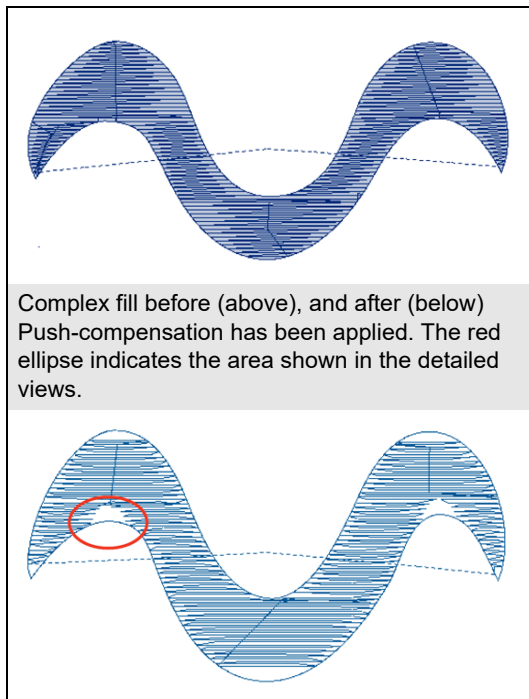 Complex fill before (above), and after (below)
Push-compensation has been applied. The red
ellipse indicates the area shown in the detailed
views.